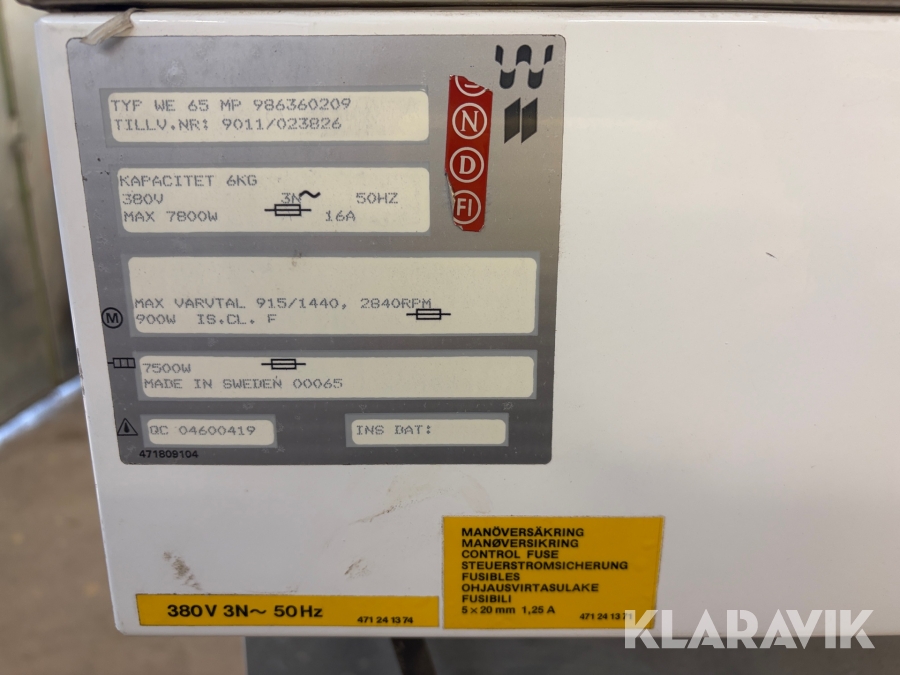 TYP WE 65 MP 986360209
TILLV.NR: 9011/023826
S
N
D
FI
KAPACITET 6KG
380V 3N~ 50HZ
MAX 7800W 16A
MAX VARVTAL 915/1440, 2840RPM
M
900W IS.CL. F
7500W
MADE IN SWEDEN 00065
QC 04600419
INS DAT:
471809104
MANÖVERSÄKRING
MANØVERSIKRING
CONTROL FUSE
STEUERSTROMSICHERUNG
FUSIBLES
OHJAUSVIRTASULAKE
FUSIBILI
5 x 20 mm 1,25 A
380V 3N~ 50Hz
471 24 13 74
KLARAVIK